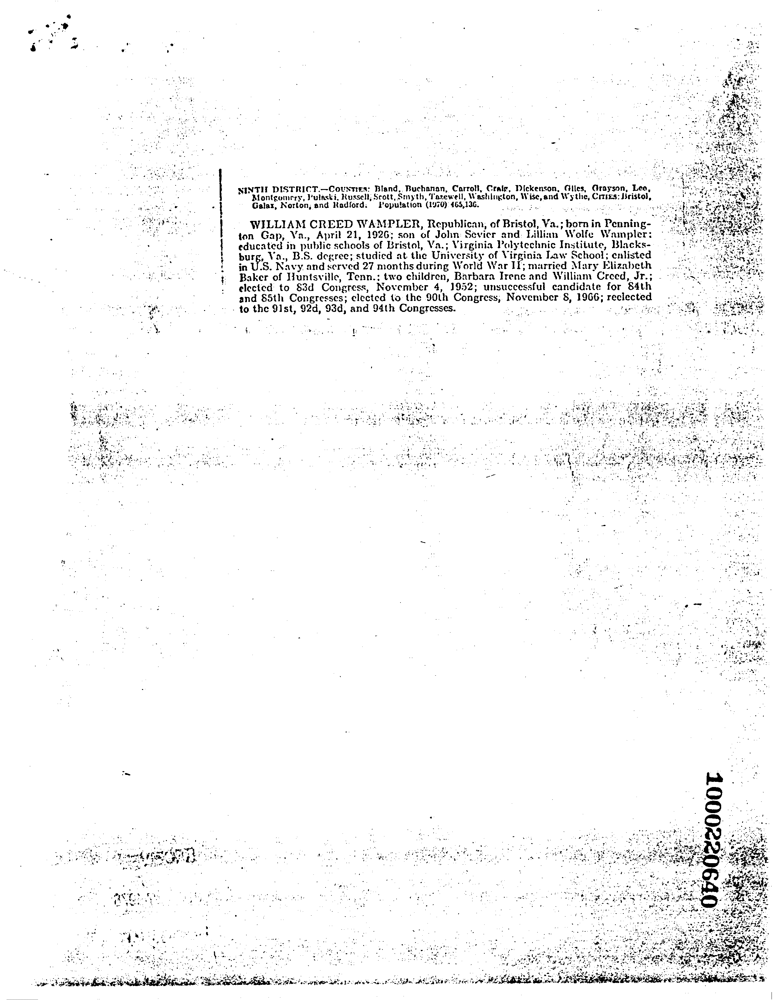 NINTH DISTRICT.—COUNTIES: Bland, Buchanan, Carroll, Craig, Dickenson, Giles, Grayson, Lee,
Montgomery, Pulaski, Russell, Scott, Smyth, Tazewell, Washington, Wise, and Wythe, CITIES: Bristol,
Galax, Norton, and Radford. Population (1970) 465,136.
WILLIAM CREED WAMPLER, Republican, of Bristol, Va.; born in Penning-
ton Gap, Va., April 21, 1926; son of John Sevier and Lillian Wolfe Wampler;
educated in public schools of Bristol, Va.; Virginia Polytechnic Institute, Blacks-
burg, Va., B.S. degree; studied at the University of Virginia Law School; enlisted
in U.S. Navy and served 27 months during World War II; married Mary Elizabeth
Baker of Huntsville, Tenn.; two children, Barbara Irene and William Creed, Jr.;
elected to 83d Congress, November 4, 1952; unsuccessful candidate for 84th
and 85th Congresses; elected to the 90th Congress, November 8, 1966; reelected
to the 91st, 92d, 93d, and 94th Congresses.
1000220640